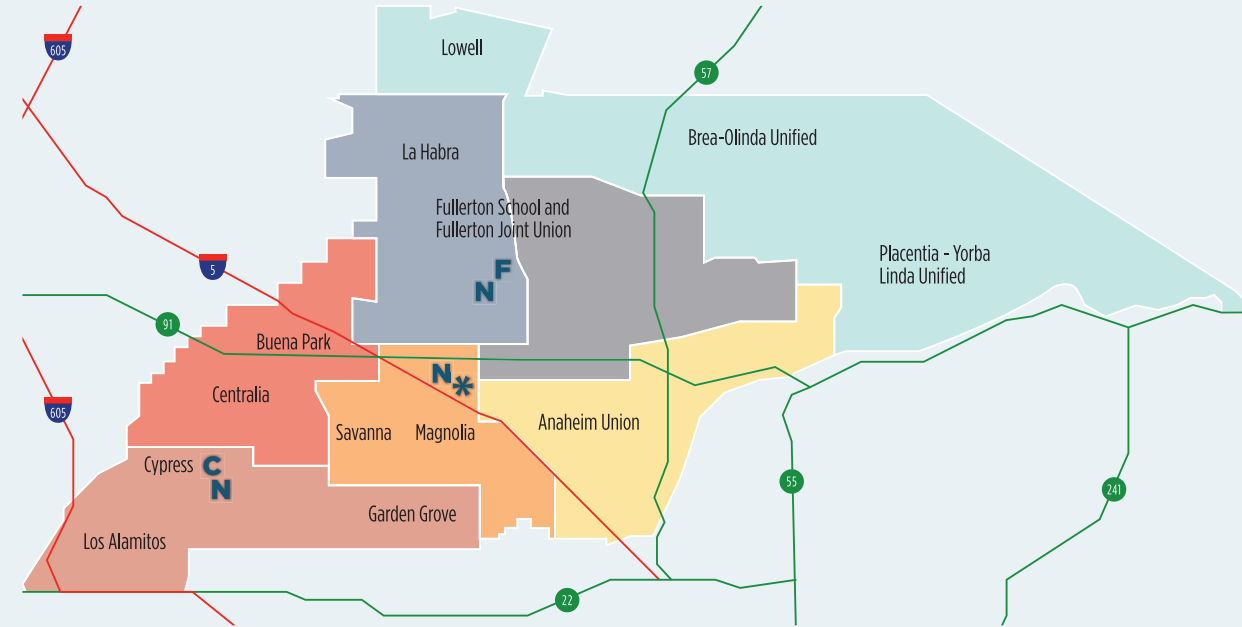 Lowell
605
57
Brea-Olinda Unified
La Habra
Fullerton School and
Fullerton Joint Union
Placentia - Yorba
Linda Unified
5
F
N
91
Buena Park
N
*
Centralia
605
Savanna
Magnolia
Anaheim Union
Cypress
C
N
55
241
Garden Grove
Los Alamitos
22